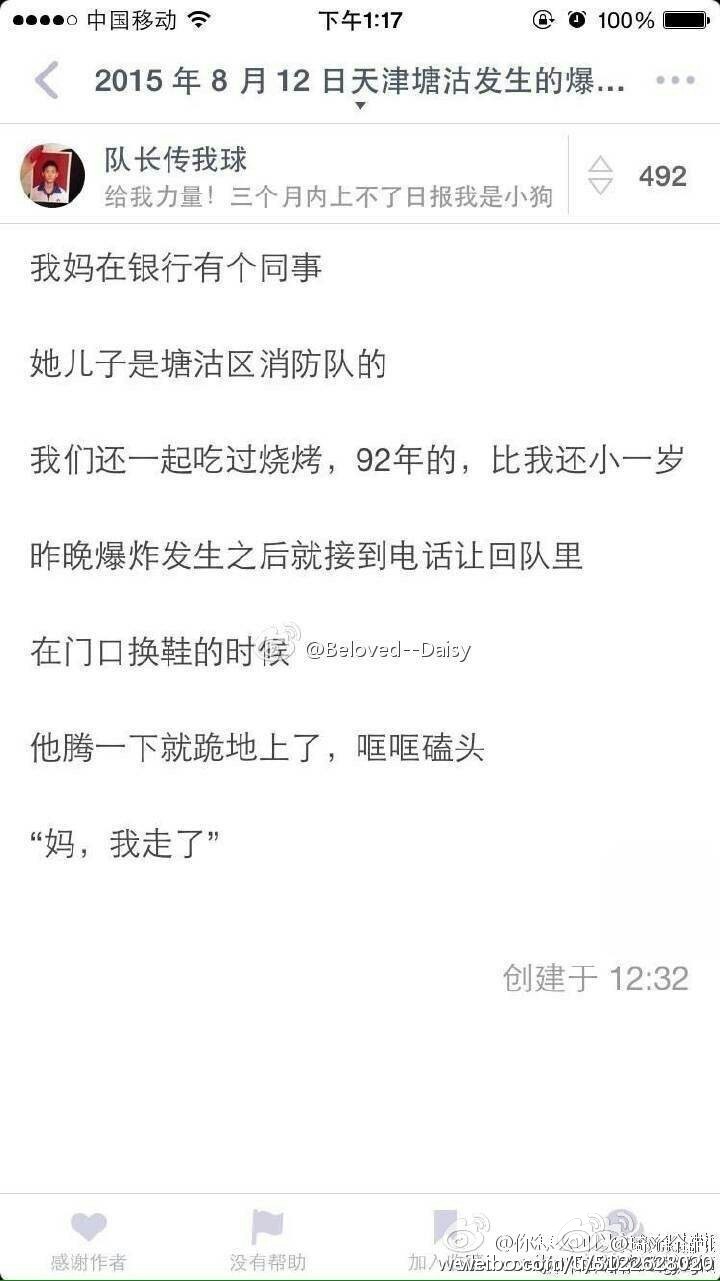 中国移动 下午1:17 100%
2015 年 8 月 12 日天津塘沽发生的爆...
队长传我球
给我力量！三个月内上不了日报我是小狗
492
我妈在银行有个同事
她儿子是塘沽区消防队的
我们还一起吃过烧烤，92年的，比我还小一岁
昨晚爆炸发生之后就接到电话让回队里
在门口换鞋的时候
@Beloved--Daisy
他腾一下就跪地上了，哐哐磕头
“妈，我走了”
创建于 12:32
感谢作者 没有帮助 加入